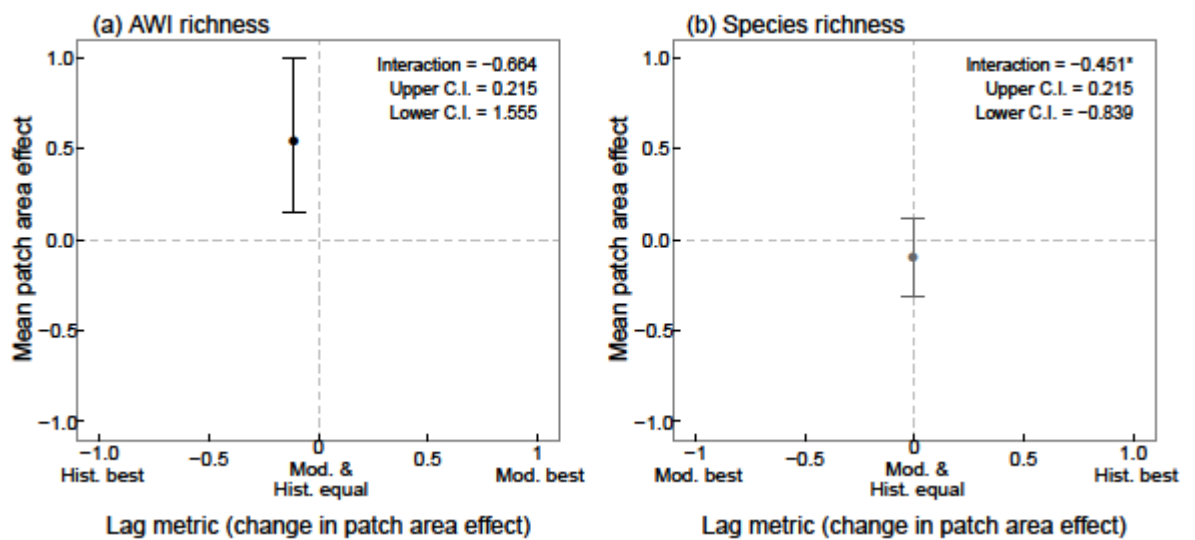 (a) AWI richness
Interaction = −0.664
Upper C.I. = 0.215
Lower C.I. = 1.555
Mean patch area effect
1.0
0.5
0.0
−0.5
−1.0
−1.0
−0.5
0
0.5
1
Hist. best
Mod. &
Hist. equal
Mod. best
Lag metric (change in patch area effect)
(b) Species richness
Interaction = −0.451*
Upper C.I. = 0.215
Lower C.I. = −0.839
Mean patch area effect
1.0
0.5
0.0
−0.5
−1.0
−1
−0.5
0
0.5
1.0
Mod. best
Mod. &
Hist. equal
Hist. best
Lag metric (change in patch area effect)